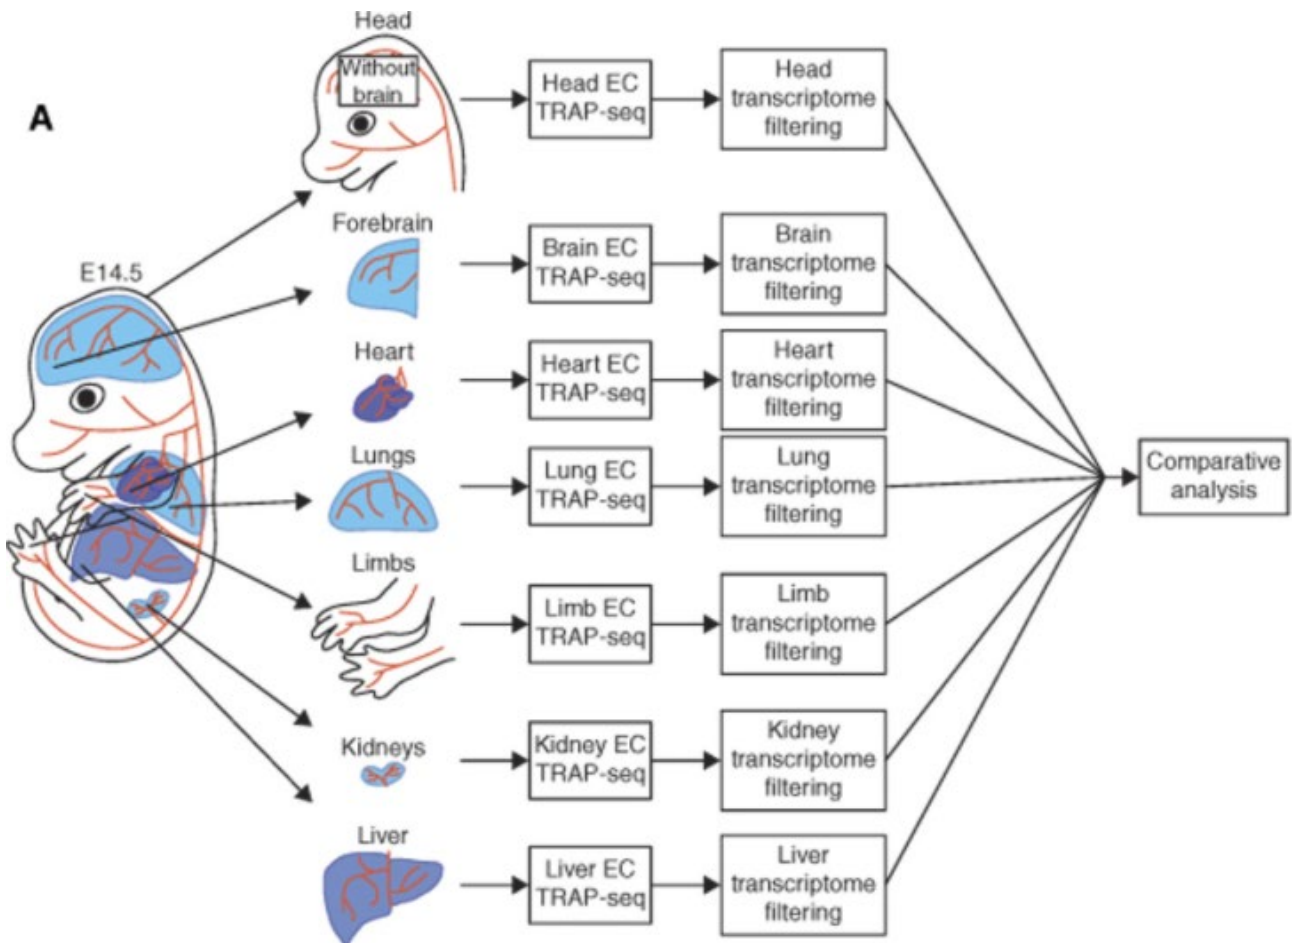 A
E14.5
Head
Without
brain
Head EC
TRAP-seq
Head
transcriptome
filtering
Forebrain
Brain EC
TRAP-seq
Brain
transcriptome
filtering
Heart
Heart EC
TRAP-seq
Heart
transcriptome
filtering
Lungs
Lung EC
TRAP-seq
Lung
transcriptome
filtering
Limbs
Limb EC
TRAP-seq
Limb
transcriptome
filtering
Kidneys
Kidney EC
TRAP-seq
Kidney
transcriptome
filtering
Liver
Liver EC
TRAP-seq
Liver
transcriptome
filtering
Comparative
analysis